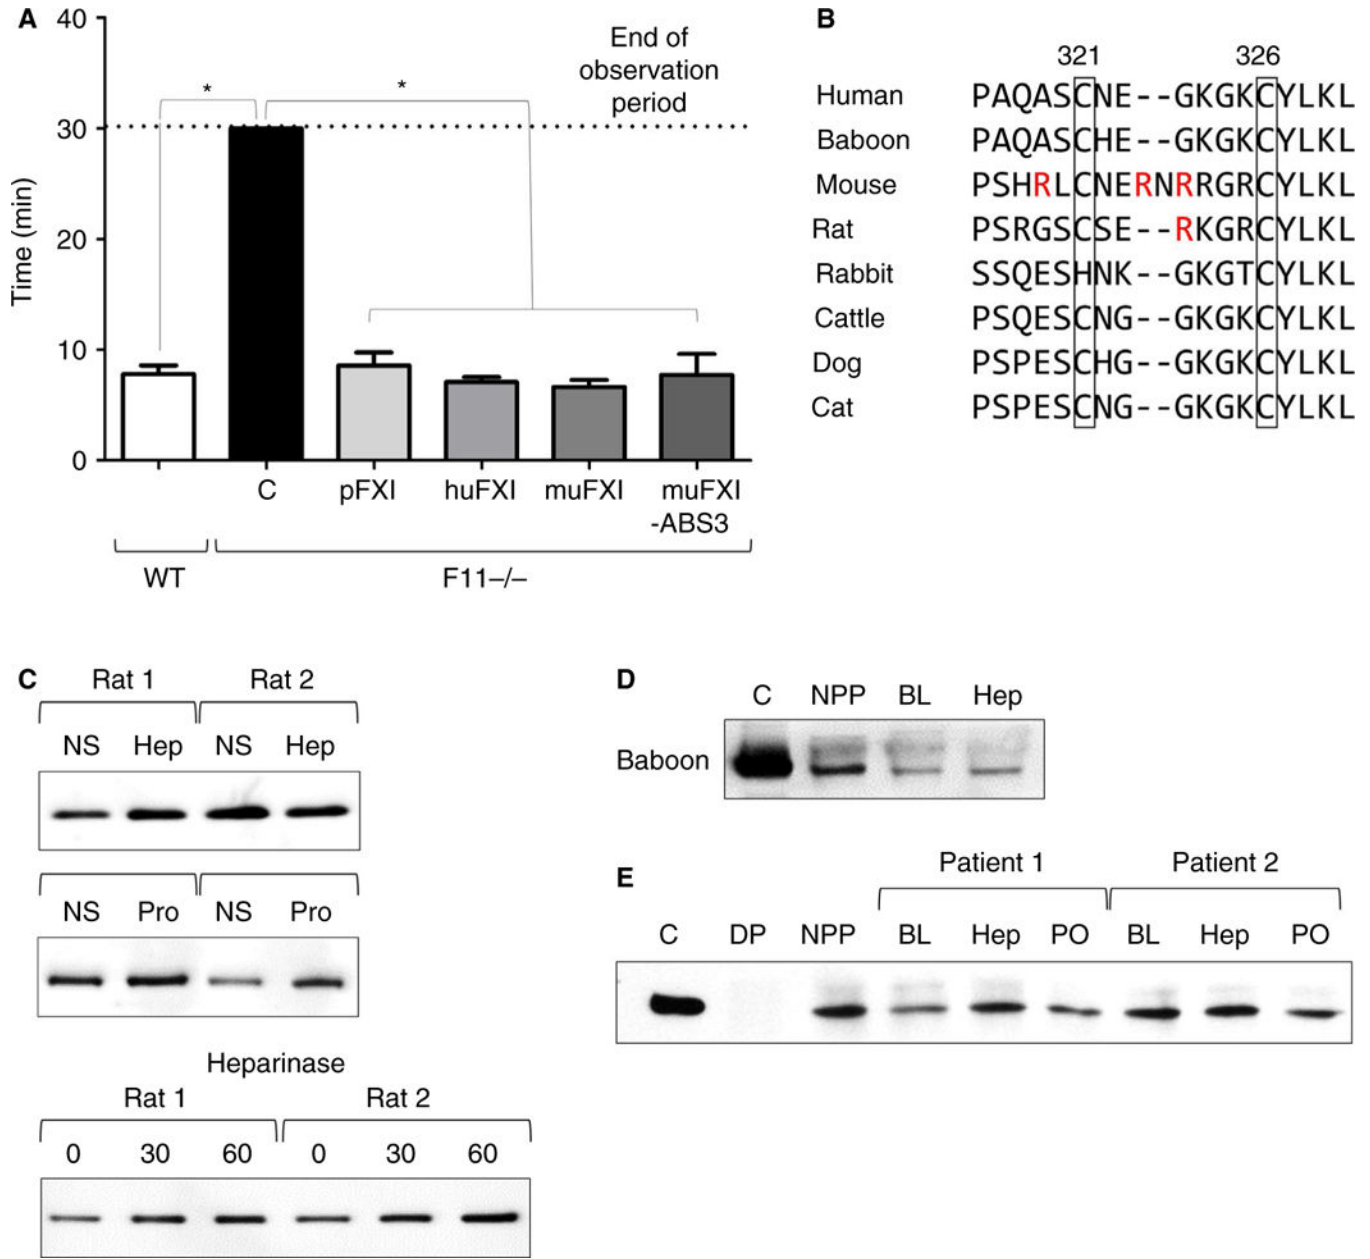 A
40
30
20
10
0
Time (min)
*
*
End of
observation
period
C
pFXI
huFXI
muFXI
muFXI
-ABS3
WT
F11–/–
B
321 326
Human PAQASCNE--GKGKCYLKL
Baboon PAQASCHE--GKGKCYLKL
Mouse PSHRLCNERNRRGRCYLKL
Rat PSRGSCSE--RKGRCYLKL
Rabbit SSQESHNK--GKGTCYLKL
Cattle PSQESCNG--GKGKCYLKL
Dog PSPESCHG--GKGKCYLKL
Cat PSPESCNG--GKGKCYLKL
C
Rat 1 Rat 2
NS Hep NS Hep
NS Pro NS Pro
Heparinase
Rat 1 Rat 2
0 30 60 0 30 60
D
C NPP BL Hep
Baboon
E
Patient 1 Patient 2
C DP NPP BL Hep PO BL Hep PO